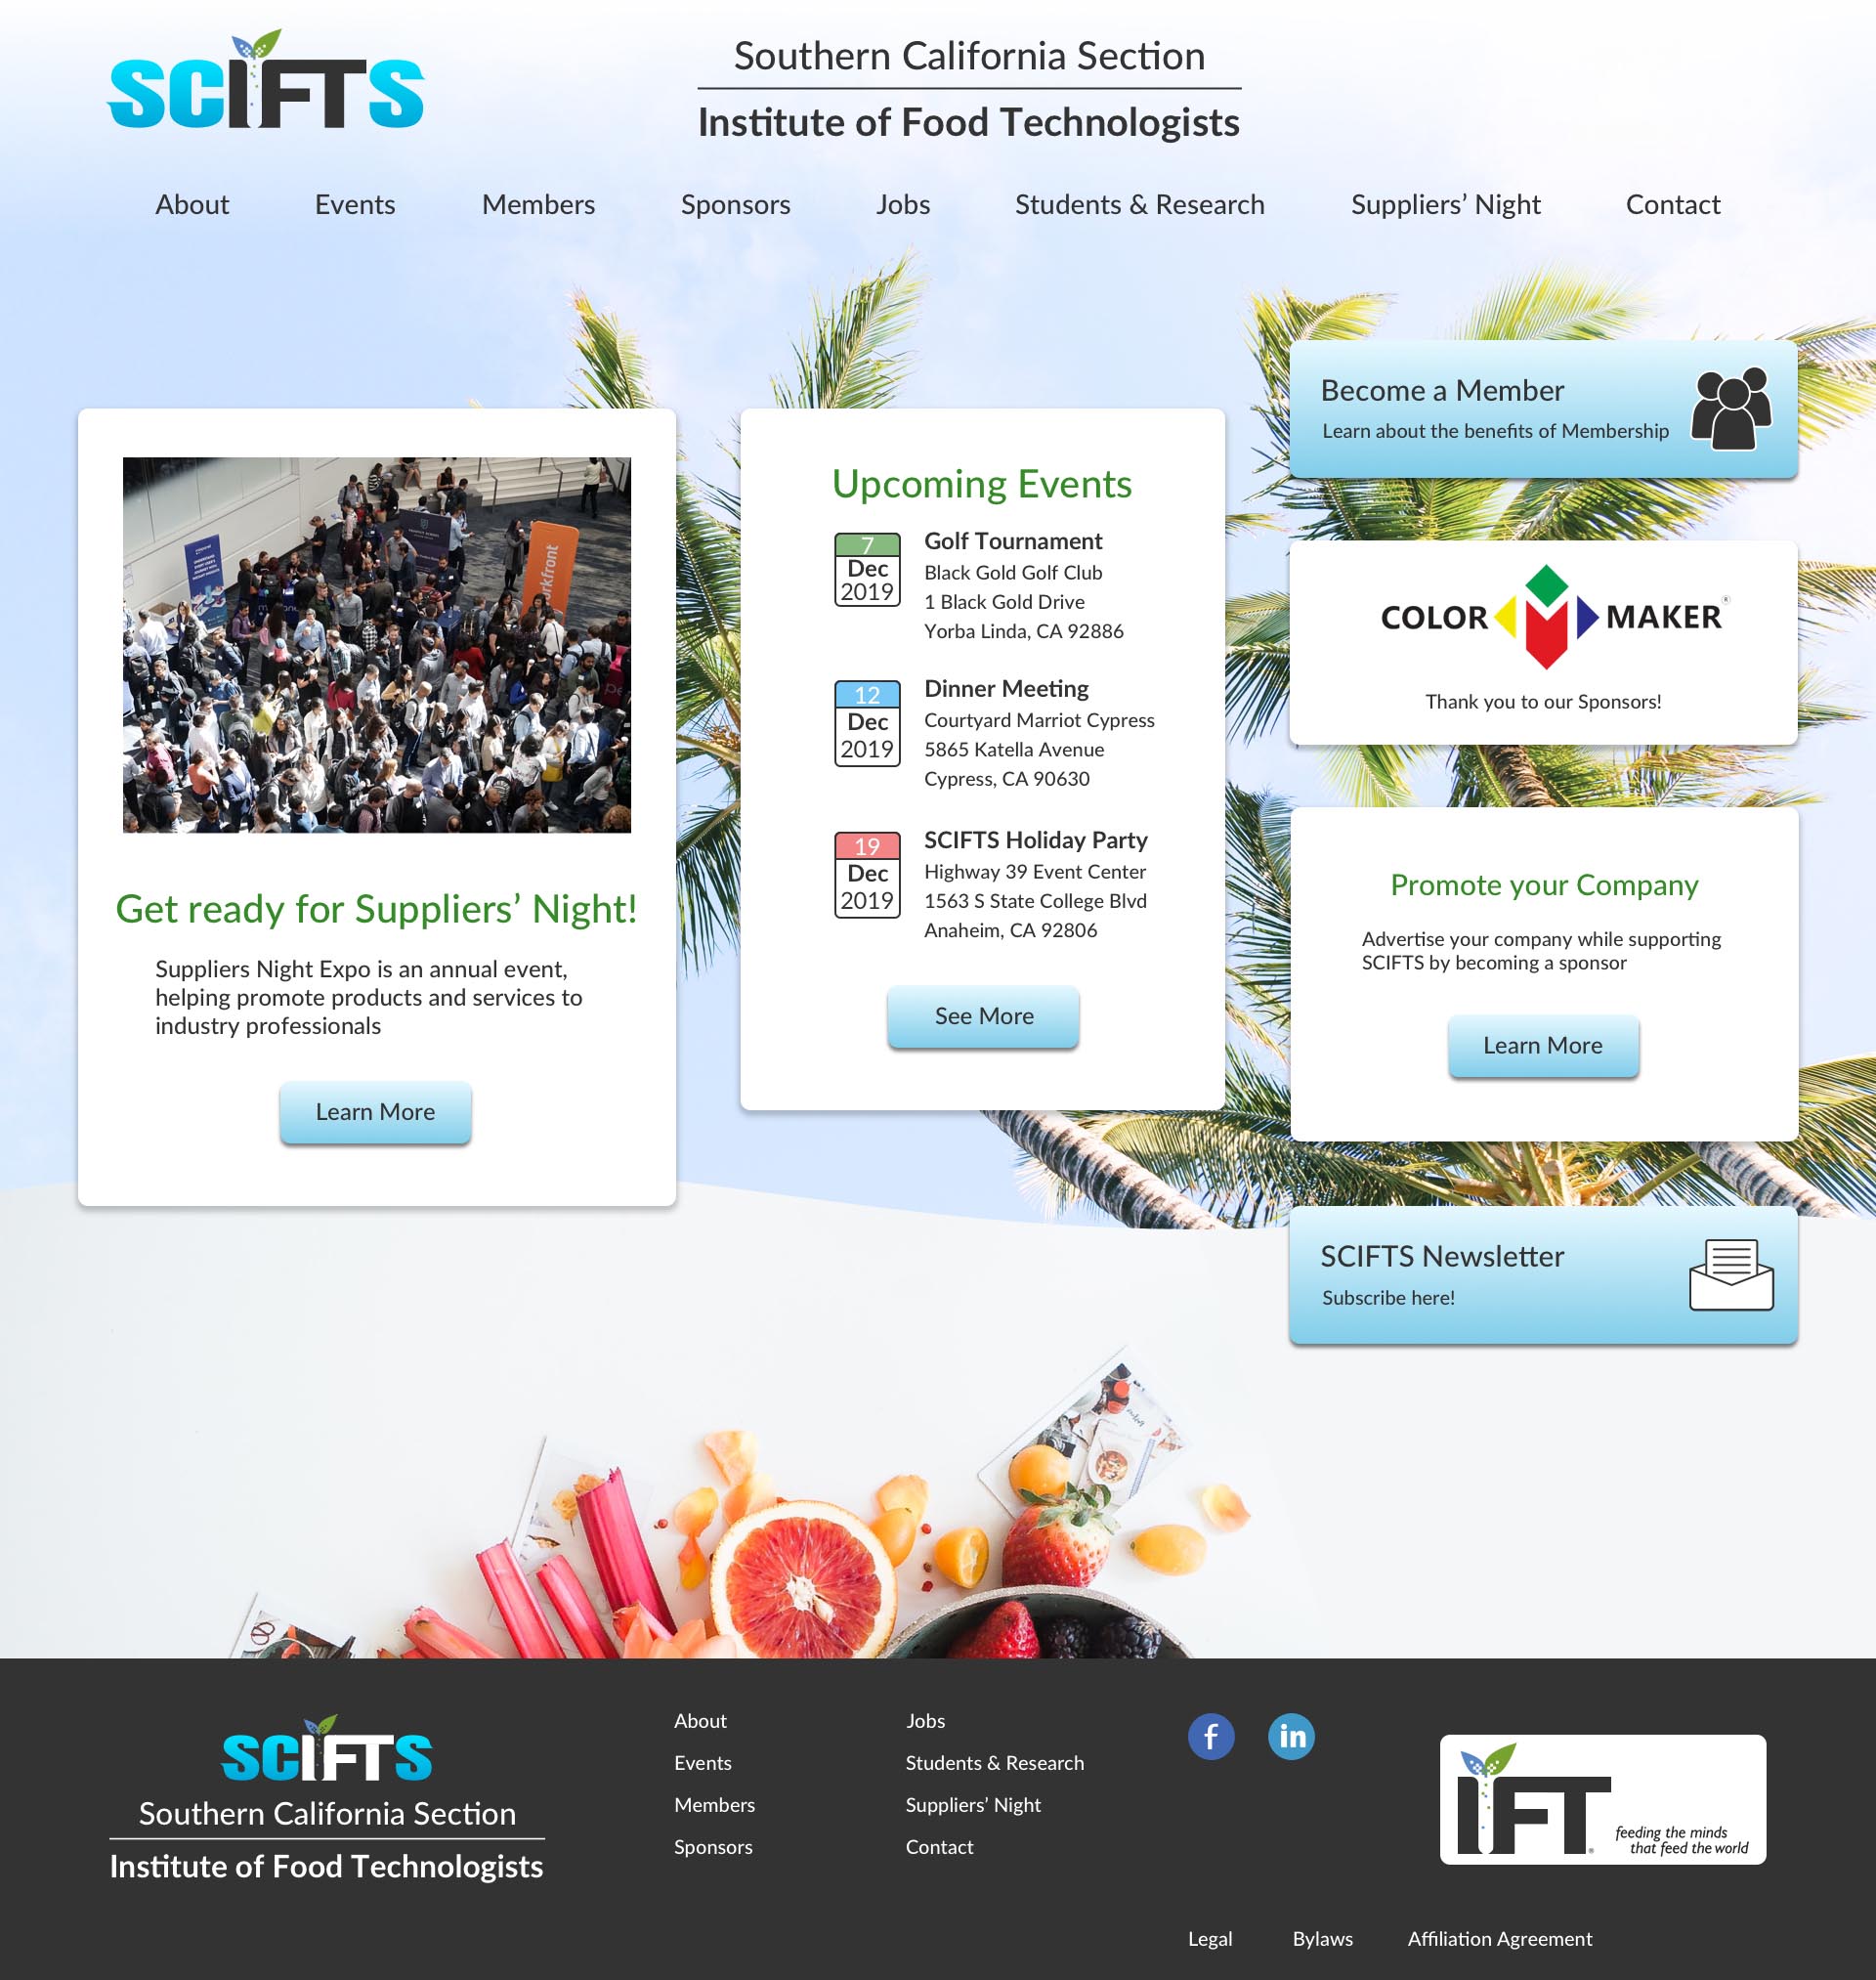 SCIFTS
Southern California Section
Institute of Food Technologists
About
Events
Members
Sponsors
Jobs
Students & Research
Suppliers’ Night
Contact
Get ready for Suppliers’ Night!
Suppliers Night Expo is an annual event,
helping promote products and services to
industry professionals
Learn More
Upcoming Events
7
Dec
2019
Golf Tournament
Black Gold Golf Club
1 Black Gold Drive
Yorba Linda, CA 92886
12
Dec
2019
Dinner Meeting
Courtyard Marriot Cypress
5865 Katella Avenue
Cypress, CA 90630
19
Dec
2019
SCIFTS Holiday Party
Highway 39 Event Center
1563 S State College Blvd
Anaheim, CA 92806
See More
Become a Member
Learn about the benefits of Membership
COLOR MAKER®
Thank you to our Sponsors!
Promote your Company
Advertise your company while supporting
SCIFTS by becoming a sponsor
Learn More
SCIFTS Newsletter
Subscribe here!
SCIFTS
Southern California Section
Institute of Food Technologists
About
Events
Members
Sponsors
Jobs
Students & Research
Suppliers’ Night
Contact
f
in
IFT®
feeding the minds
that feed the world
Legal
Bylaws
Affiliation Agreement